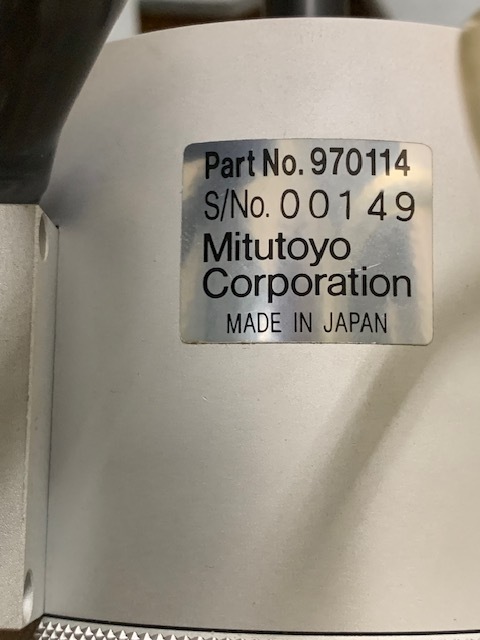 Part No. 970114
S/No. 00149
Mitutoyo
Corporation
MADE IN JAPAN